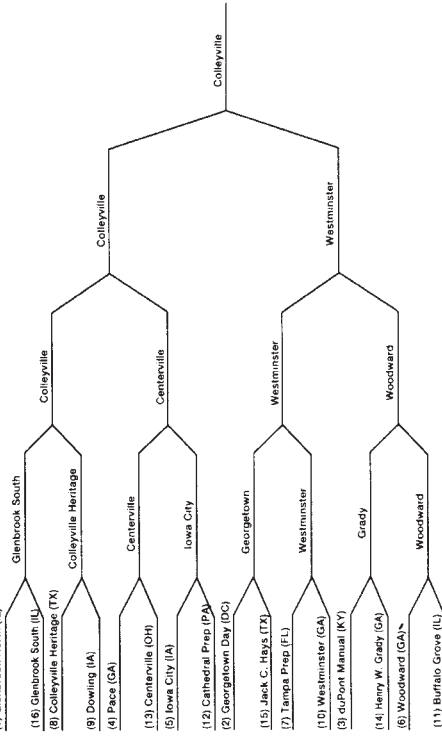 Colleyville
Colleyville
Westminster
Colleyville
Centerville
Westminster
Woodward
Glenbrook South
Colleyville Heritage
Centerville
Iowa City
Georgetown
Westminster
Grady
Woodward
(16) Glenbrook South (IL)
(8) Colleyville Heritage (TX)
(9) Dowling (IA)
(4) Pace (GA)
(13) Centerville (OH)
(5) Iowa City (IA)
(12) Cathedral Prep (PA)
(2) Georgetown Day (DC)
(15) Jack C. Hays (TX)
(7) Tampa Prep (FL)
(10) Westminster (GA)
(3) duPont Manual (KY)
(14) Henry W. Grady (GA)
(6) Woodward (GA)
(11) Buffalo Grove (IL)